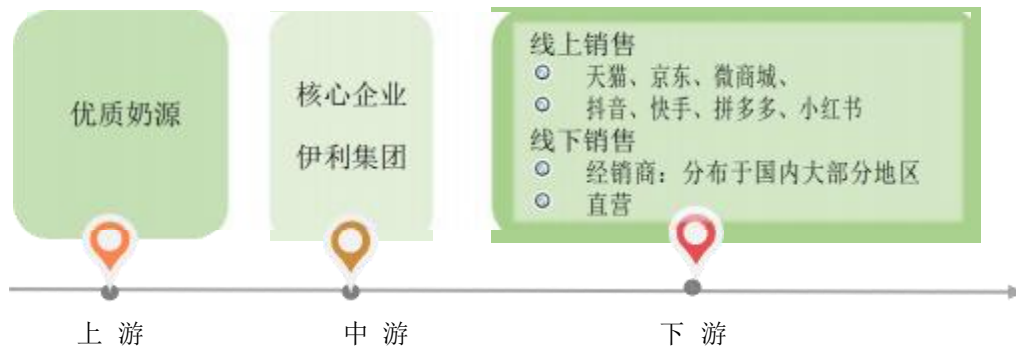 优质奶源
核心企业
伊利集团
线上销售
天猫、京东、微商城、
抖音、快手、拼多多、小红书
线下销售
经销商：分布于国内大部分地区
直营
上 游
中 游
下 游